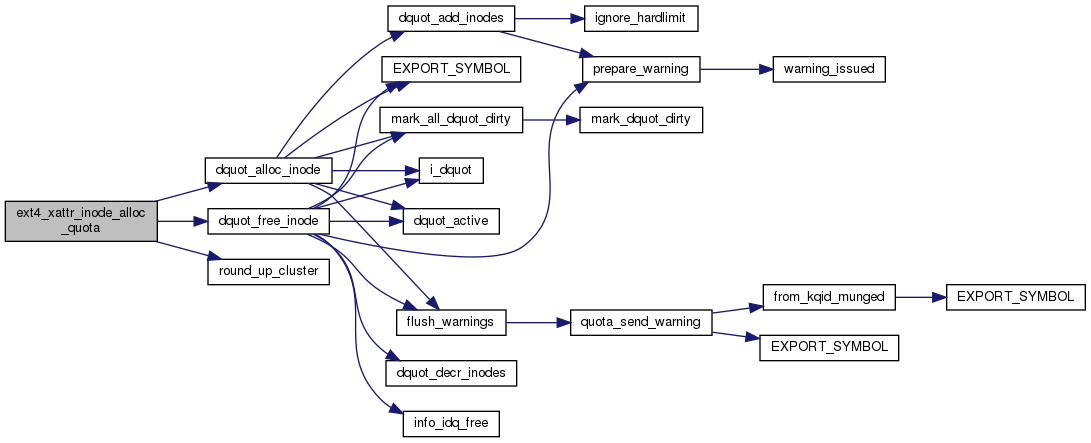 ext4_xattr_inode_alloc
_quota
dquot_alloc_inode
dquot_free_inode
round_up_cluster
dquot_add_inodes
EXPORT_SYMBOL
mark_all_dquot_dirty
i_dquot
dquot_active
flush_warnings
dquot_decr_inodes
info_idq_free
ignore_hardlimit
prepare_warning
mark_dquot_dirty
quota_send_warning
warning_issued
from_kqid_munged
EXPORT_SYMBOL
EXPORT_SYMBOL